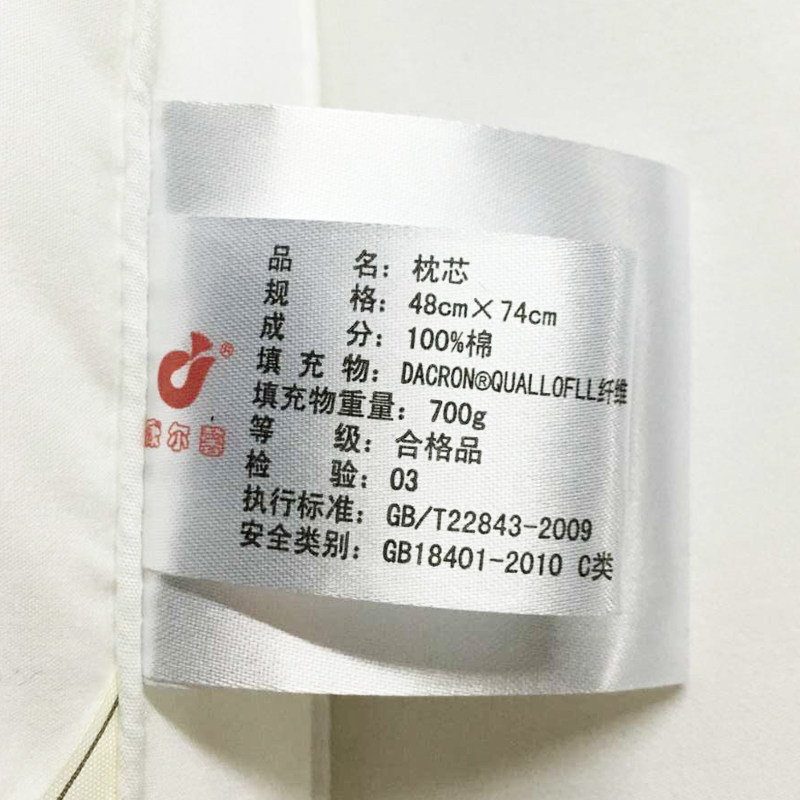 品 名: 枕芯
规 格: 48cm×74cm
成 分: 100%棉
填 充 物: DACRON®QUALLOFLL纤维
填充物重量: 700g
等 级: 合格品
检 验: 03
执行标准: GB/T22843-2009
安全类别: GB18401-2010 C类
®
尔